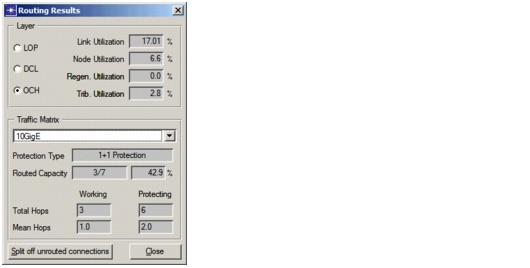 Routing Results
Layer
LOP
DCL
OCH
Link Utilization 17.01 %
Node Utilization 6.6 %
Regen. Utilization 0.0 %
Trib. Utilization 2.8 %
Traffic Matrix
10GigE
Protection Type 1+1 Protection
Routed Capacity 3/7 42.9 %
Working Protecting
Total Hops 3 6
Mean Hops 1.0 2.0
Split off unrouted connections Close